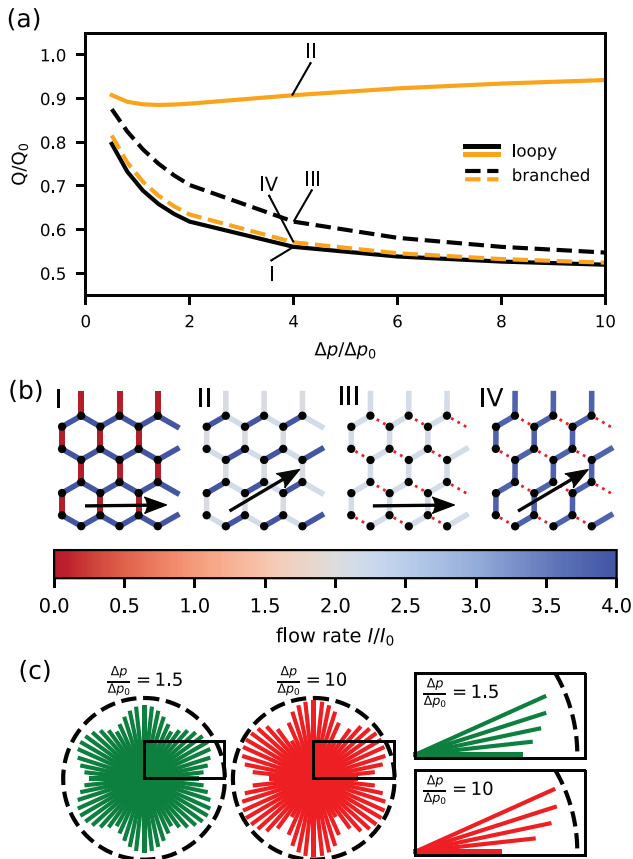 (a)
1.0
0.9
0.8
0.7
0.6
0.5
Q/Q₀
II
loopy
branched
IV
III
I
0 2 4 6 8 10
Δp/Δp₀
(b)
I II III IV
0.0 0.5 1.0 1.5 2.0 2.5 3.0 3.5 4.0
flow rate I/I₀
(c)
Δp/Δp₀ = 1.5
Δp/Δp₀ = 10
Δp/Δp₀ = 1.5
Δp/Δp₀ = 10